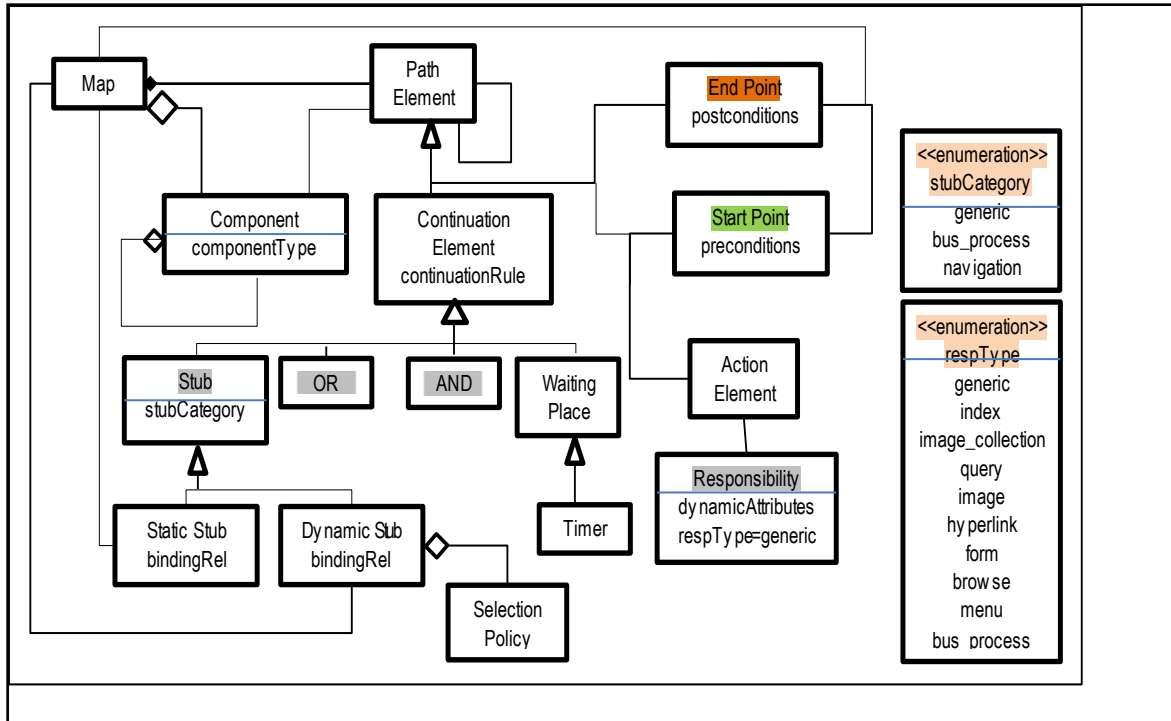 Map
Path
Element
End Point
postconditions
<<enumeration>>
stubCategory
generic
bus_process
navigation
Component
componentType
Continuation
Element
continuationRule
Start Point
preconditions
<<enumeration>>
respType
generic
index
image_collection
query
image
hyperlink
form
browse
menu
bus_process
Stub
stubCategory
OR
AND
Waiting
Place
Action
Element
Responsibility
dynamicAttributes
respType=generic
Static Stub
bindingRel
Dynamic Stub
bindingRel
Timer
Selection
Policy